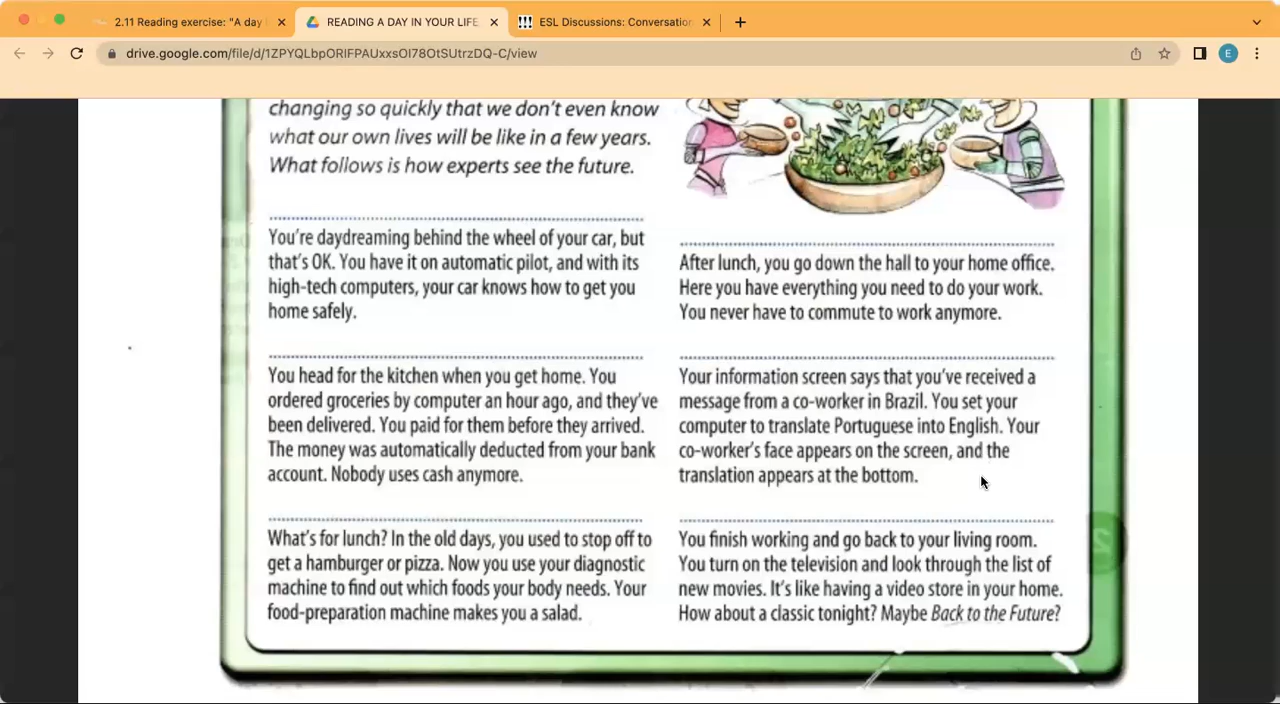 2.11 Reading exercise: "A day
READING A DAY IN YOUR LIFE
ESL Discussions: Conversation
drive.google.com/file/d/1ZPYQLbpORlFPAUxxsOl78OtSUtrzDQ-C/view
E
changing so quickly that we don't even know
what our own lives will be like in a few years.
What follows is how experts see the future.
You're daydreaming behind the wheel of your car, but
that's OK. You have it on automatic pilot, and with its
high-tech computers, your car knows how to get you
home safely.
You head for the kitchen when you get home. You
ordered groceries by computer an hour ago, and they've
been delivered. You paid for them before they arrived.
The money was automatically deducted from your bank
account. Nobody uses cash anymore.
What's for lunch? In the old days, you used to stop off to
get a hamburger or pizza. Now you use your diagnostic
machine to find out which foods your body needs. Your
food-preparation machine makes you a salad.
After lunch, you go down the hall to your home office.
Here you have everything you need to do your work.
You never have to commute to work anymore.
Your information screen says that you've received a
message from a co-worker in Brazil. You set your
computer to translate Portuguese into English. Your
co-worker's face appears on the screen, and the
translation appears at the bottom.
You finish working and go back to your living room.
You turn on the television and look through the list of
new movies. It's like having a video store in your home.
How about a classic tonight? Maybe Back to the Future?